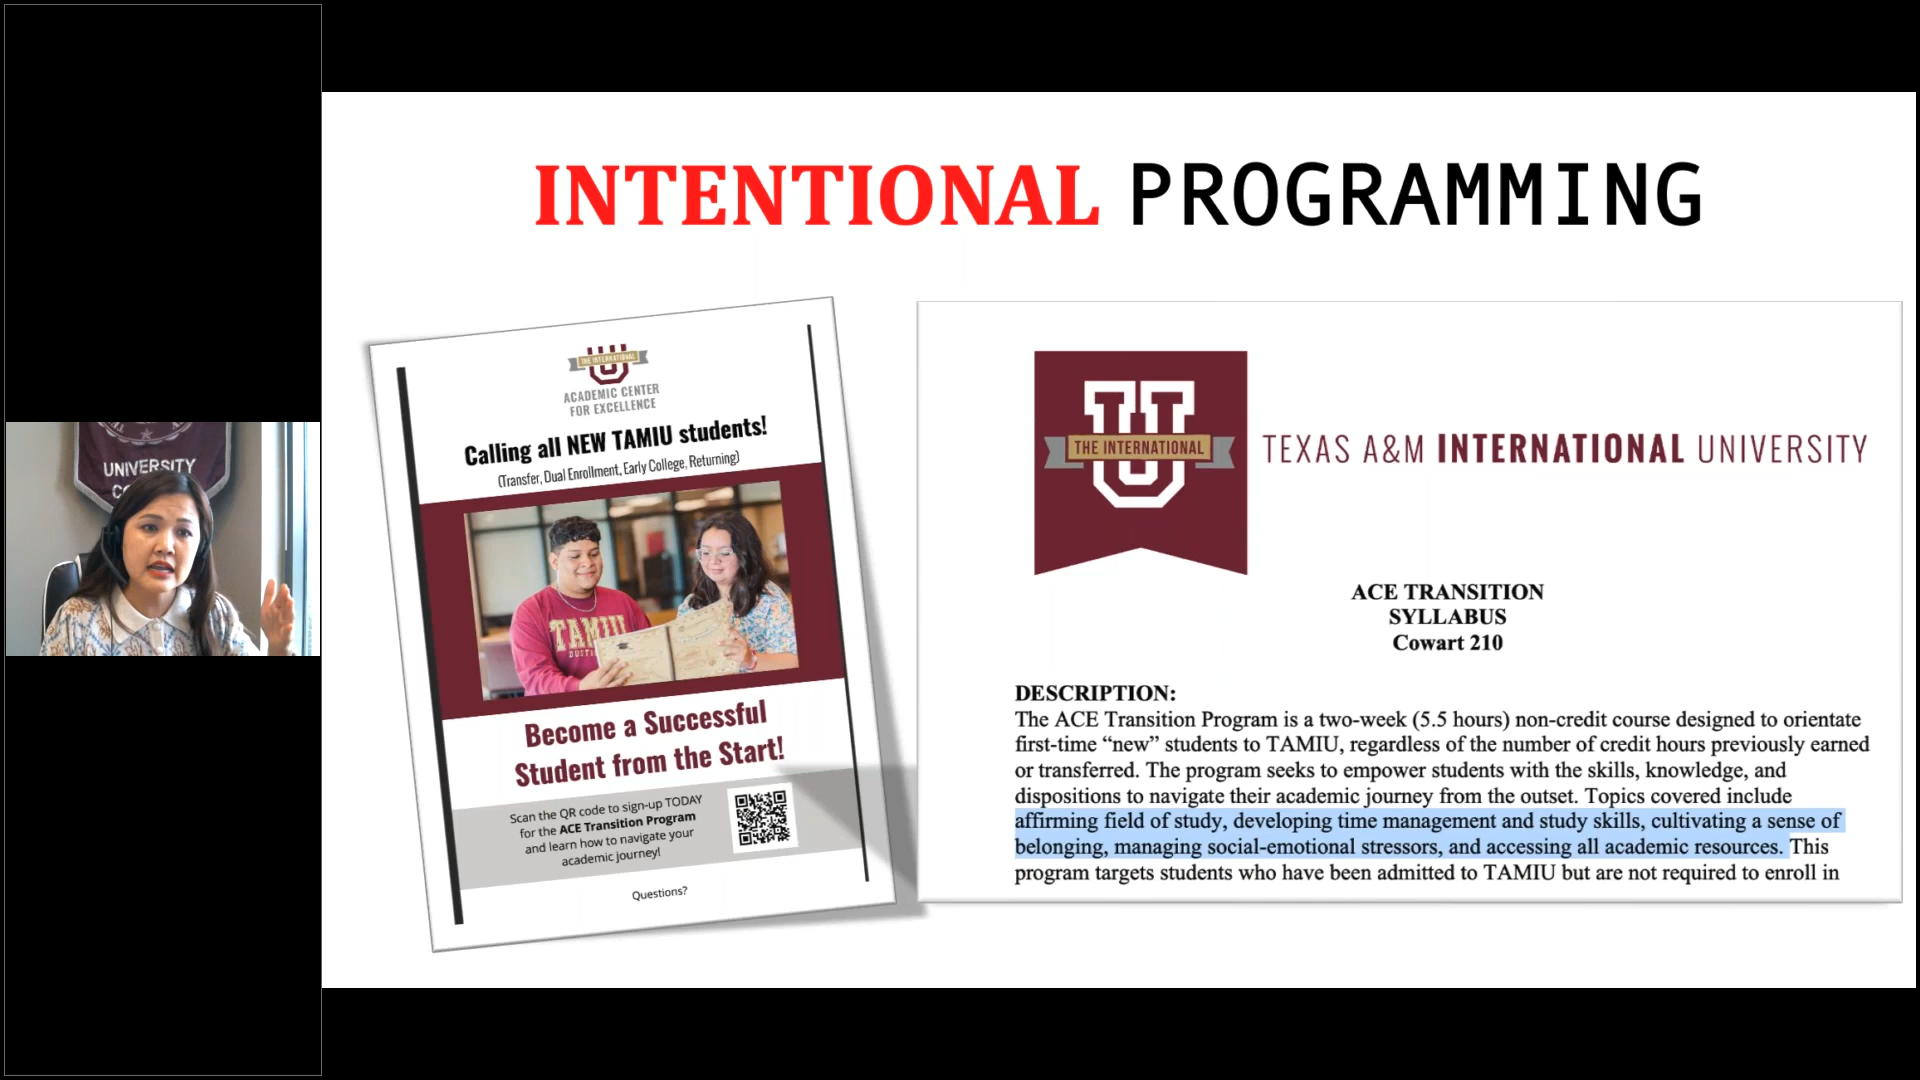 UNIVERSITY
INTENTIONAL PROGRAMMING
THE INTERNATIONAL
U
ACADEMIC CENTER
FOR EXCELLENCE
Calling all NEW TAMIU students!
(Transfer, Dual Enrollment, Early College, Returning)
TAMIU
Become a Successful
Student from the Start!
Scan the QR code to sign-up TODAY
for the ACE Transition Program
and learn how to navigate your
academic journey!
Questions?
U
THE INTERNATIONAL
TEXAS A&M INTERNATIONAL UNIVERSITY
ACE TRANSITION
SYLLABUS
Cowart 210
DESCRIPTION:
The ACE Transition Program is a two-week (5.5 hours) non-credit course designed to orientate
first-time “new” students to TAMIU, regardless of the number of credit hours previously earned
or transferred. The program seeks to empower students with the skills, knowledge, and
dispositions to navigate their academic journey from the outset. Topics covered include
affirming field of study, developing time management and study skills, cultivating a sense of
belonging, managing social-emotional stressors, and accessing all academic resources. This
program targets students who have been admitted to TAMIU but are not required to enroll in